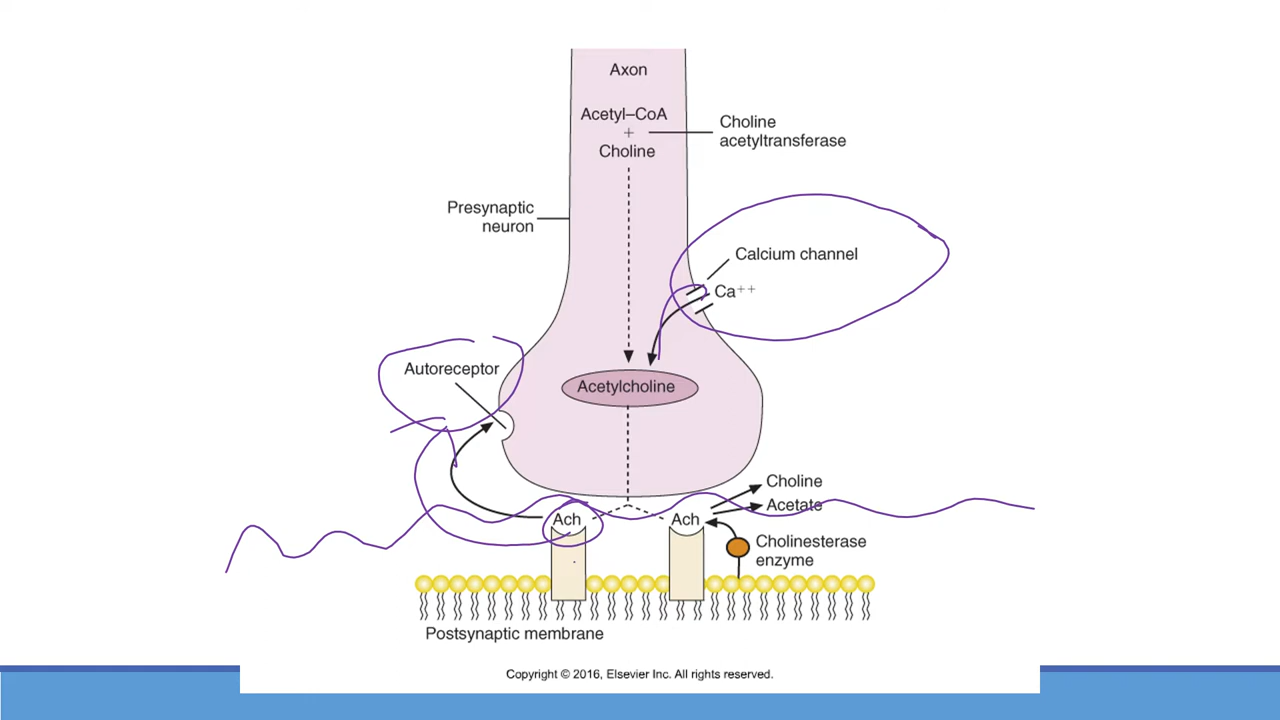 Axon
Acetyl–CoA
+
Choline
Choline
acetyltransferase
Presynaptic
neuron
Calcium channel
Ca⁺⁺
Autoreceptor
Acetylcholine
Choline
Acetate
Ach
Ach
Cholinesterase
enzyme
Postsynaptic membrane
Copyright © 2016, Elsevier Inc. All rights reserved.